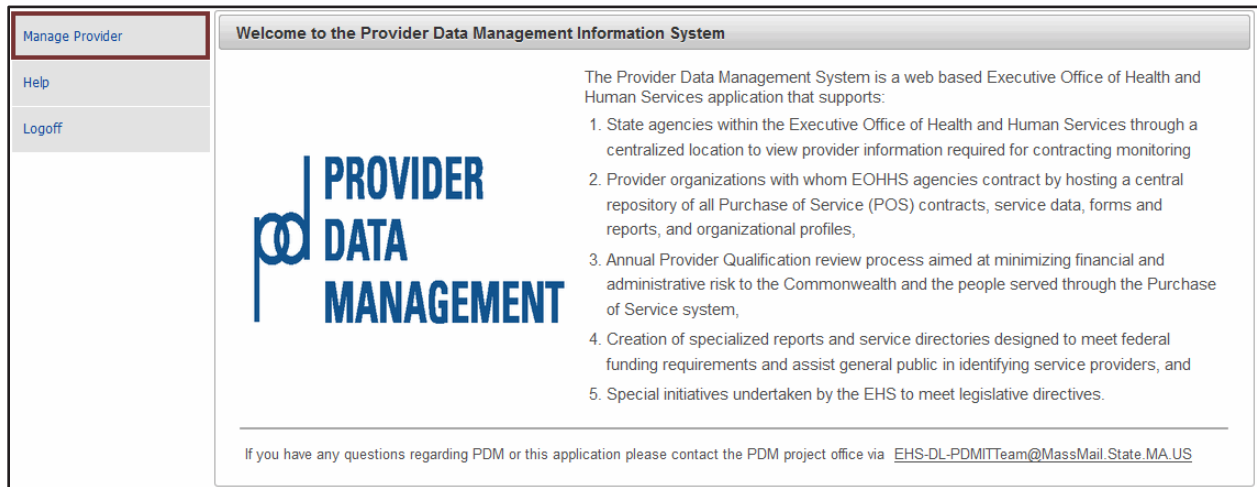 Manage Provider
Help
Logoff
Welcome to the Provider Data Management Information System
pd PROVIDER
DATA
MANAGEMENT
The Provider Data Management System is a web based Executive Office of Health and
Human Services application that supports:
1. State agencies within the Executive Office of Health and Human Services through a
centralized location to view provider information required for contracting monitoring
2. Provider organizations with whom EOHHS agencies contract by hosting a central
repository of all Purchase of Service (POS) contracts, service data, forms and
reports, and organizational profiles,
3. Annual Provider Qualification review process aimed at minimizing financial and
administrative risk to the Commonwealth and the people served through the Purchase
of Service system,
4. Creation of specialized reports and service directories designed to meet federal
funding requirements and assist general public in identifying service providers, and
5. Special initiatives undertaken by the EHS to meet legislative directives.
If you have any questions regarding PDM or this application please contact the PDM project office via EHS-DL-PDMITTeam@MassMail.State.MA.US